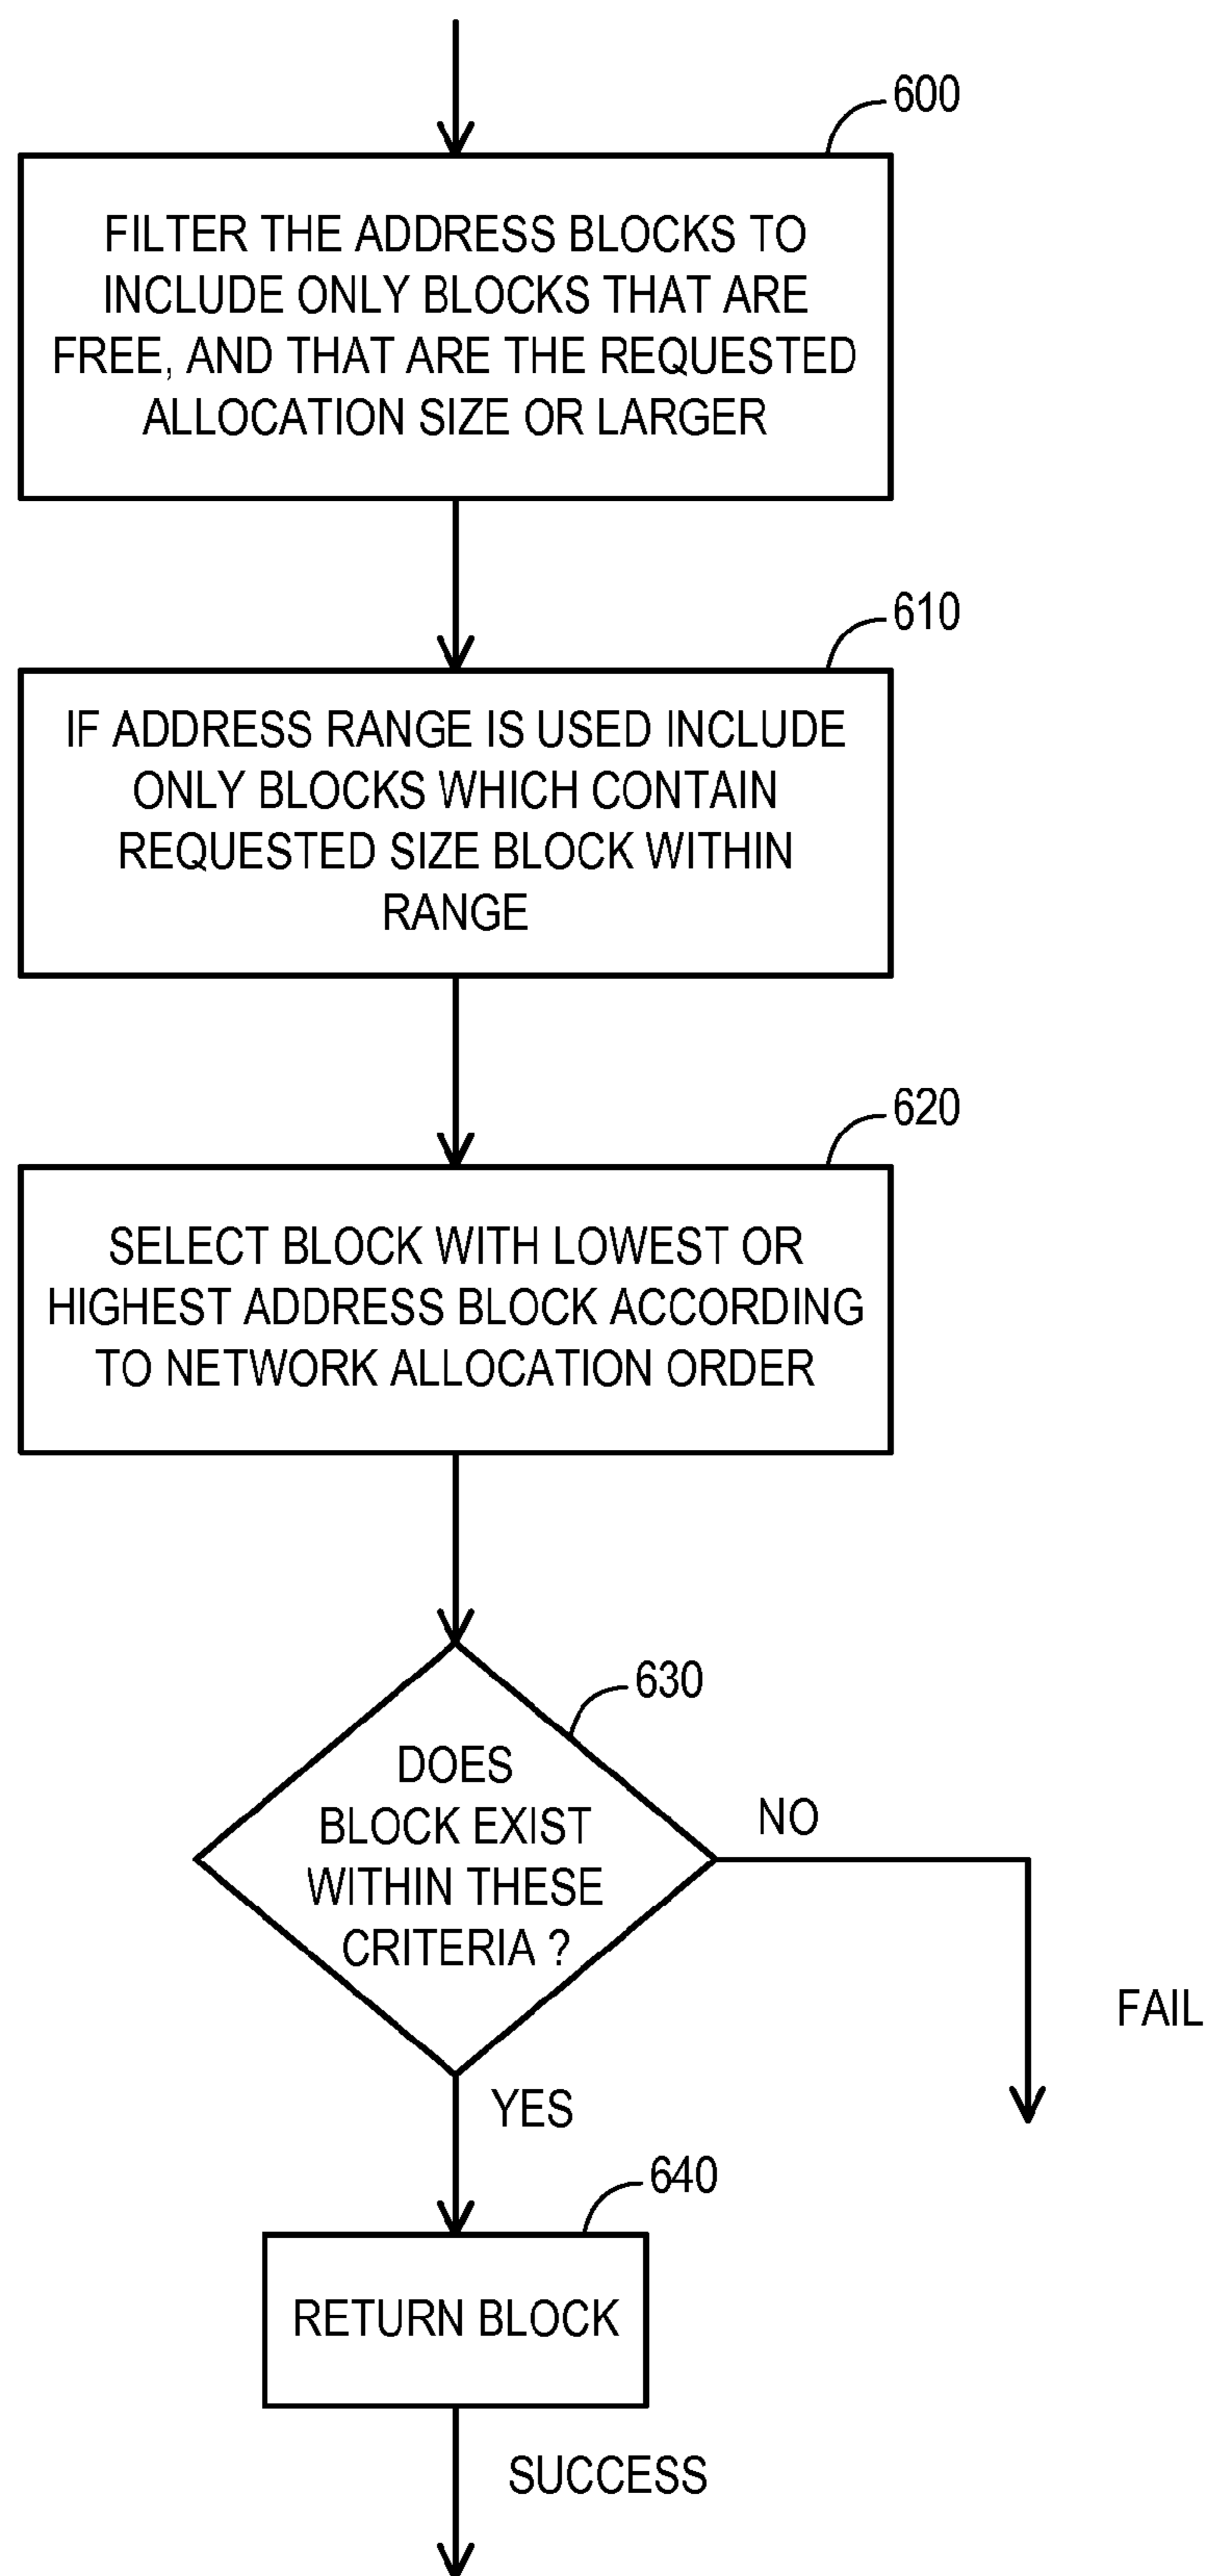 600
FILTER THE ADDRESS BLOCKS TO
INCLUDE ONLY BLOCKS THAT ARE
FREE, AND THAT ARE THE REQUESTED
ALLOCATION SIZE OR LARGER
610
IF ADDRESS RANGE IS USED INCLUDE
ONLY BLOCKS WHICH CONTAIN
REQUESTED SIZE BLOCK WITHIN
RANGE
620
SELECT BLOCK WITH LOWEST OR
HIGHEST ADDRESS BLOCK ACCORDING
TO NETWORK ALLOCATION ORDER
630
DOES
BLOCK EXIST
WITHIN THESE
CRITERIA ?
NO
FAIL
YES
640
RETURN BLOCK
SUCCESS